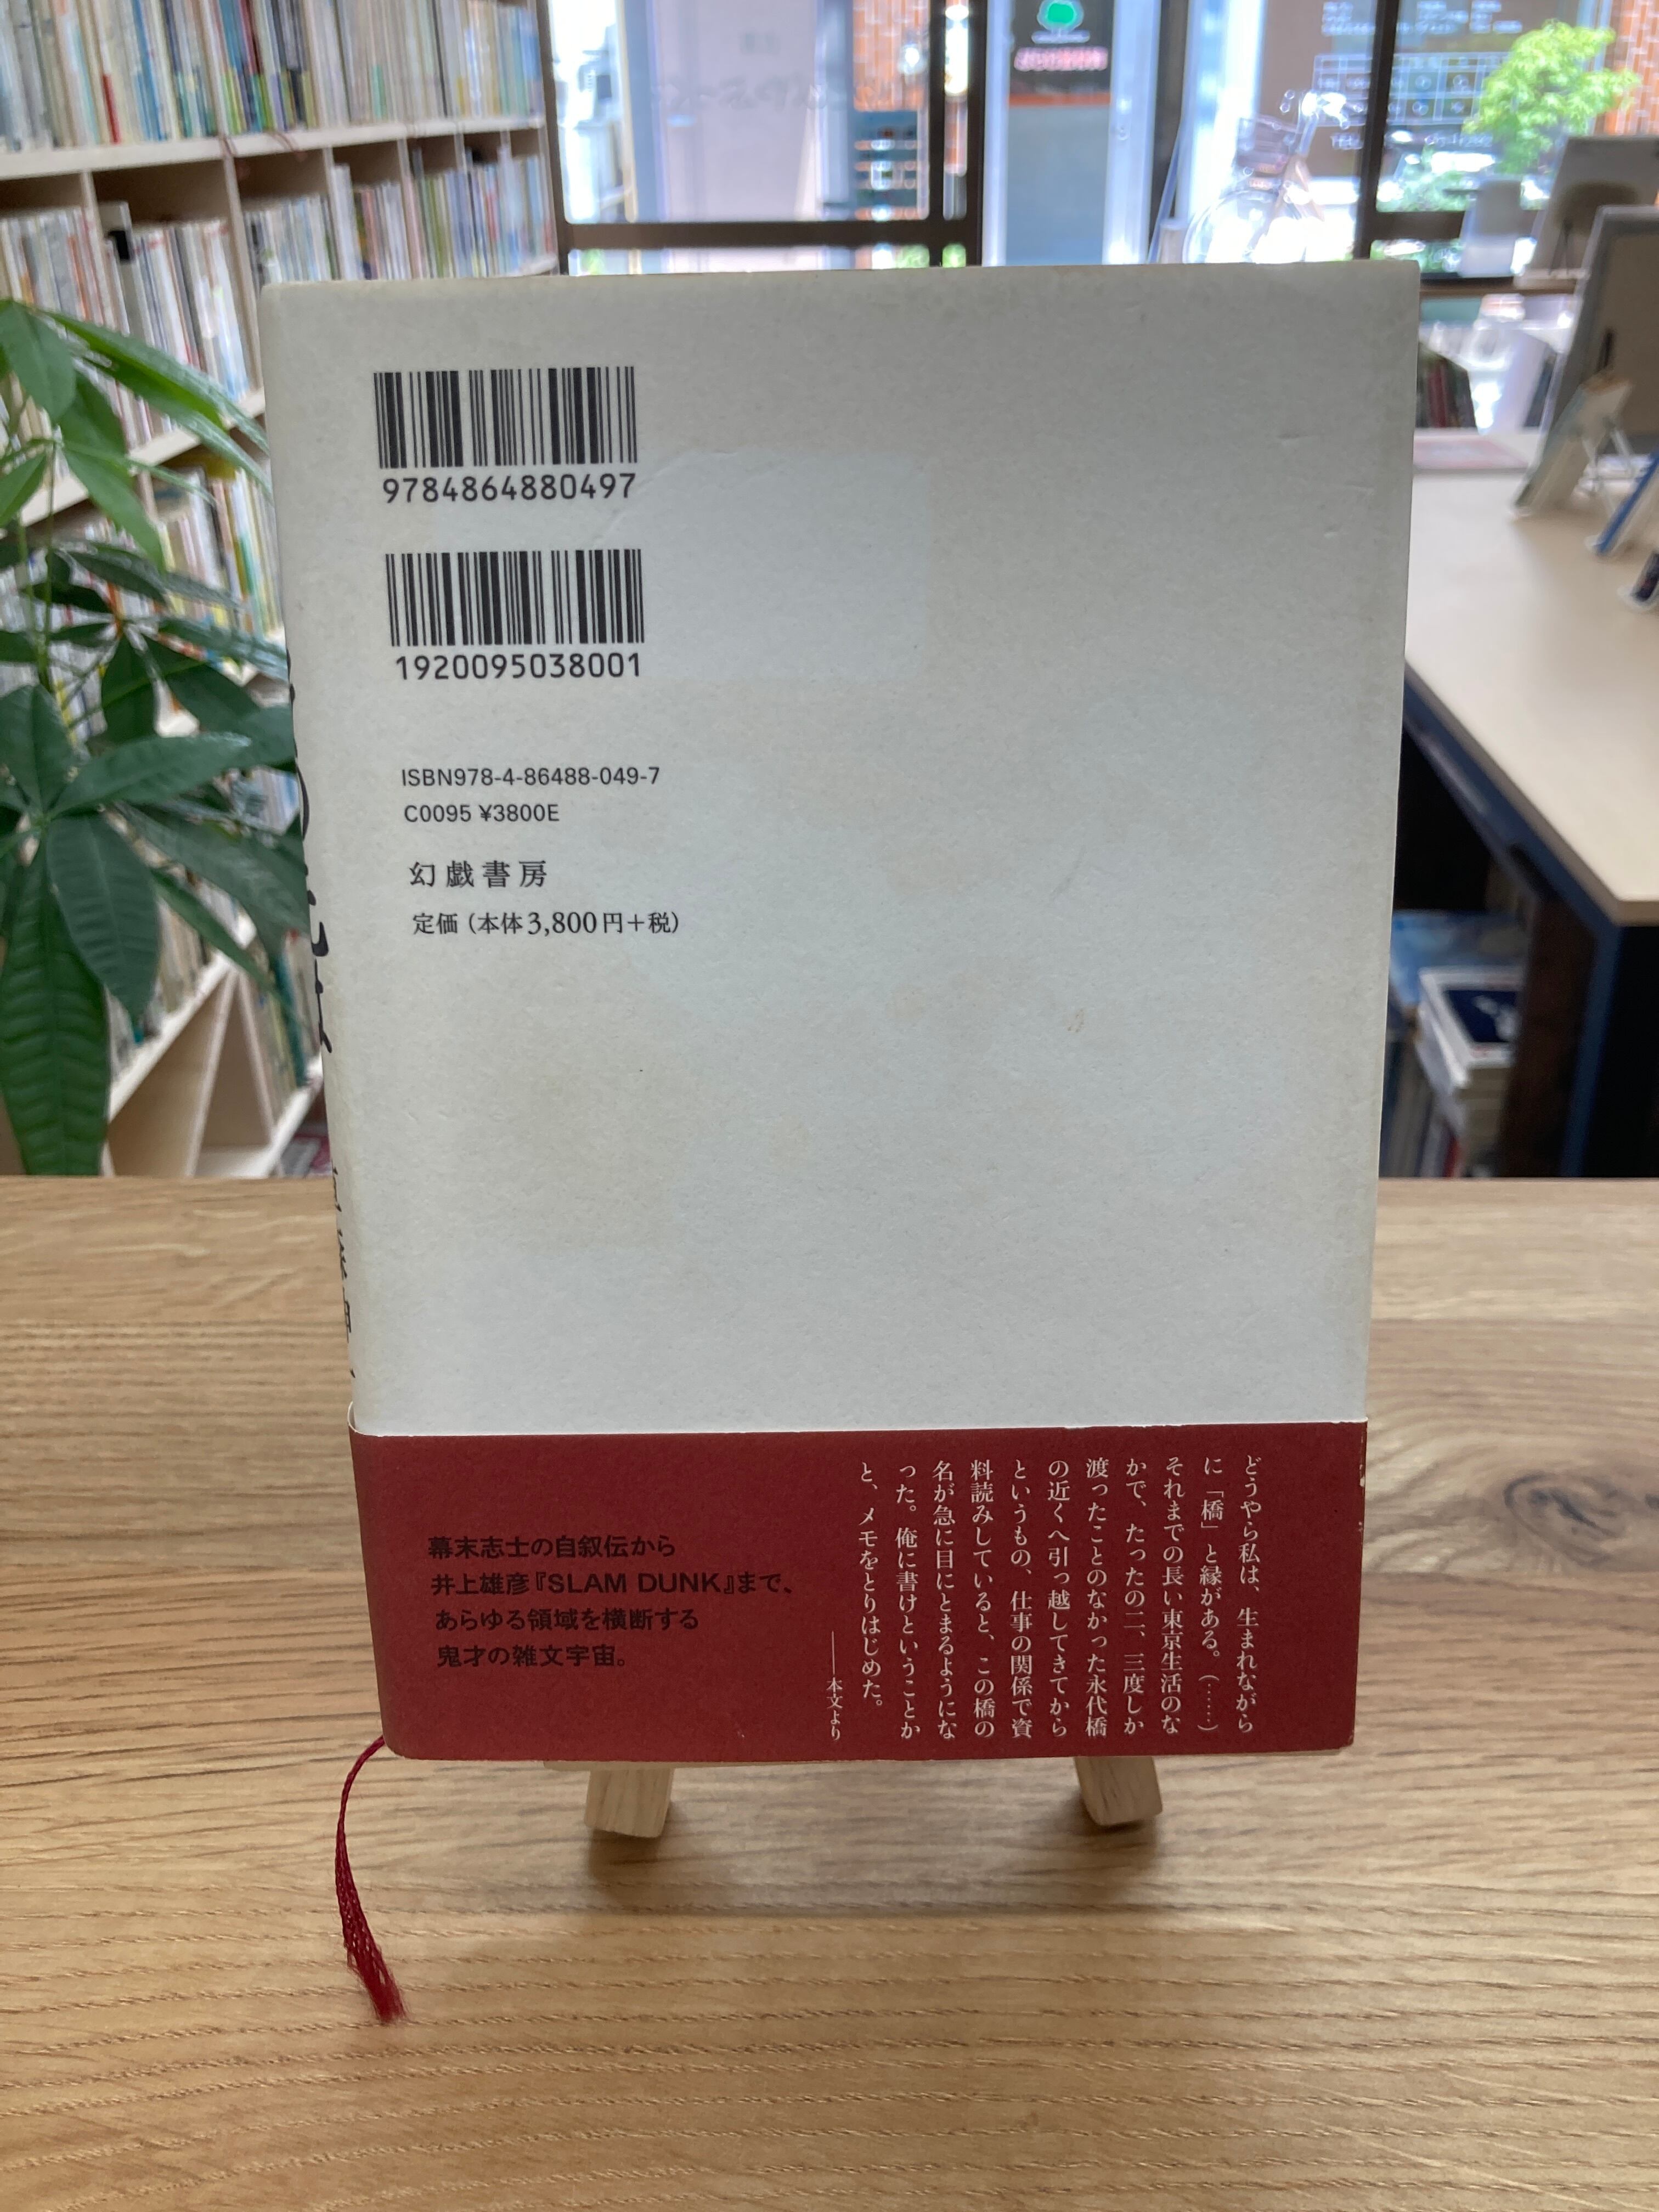 9784864880497
1920095038001
ISBN978-4-86488-049-7
C0095 ¥3800E
幻戯書房
定価（本体3,800円＋税）
どうやら私は、生まれながら
に「橋」と縁がある。（……）
それまでの長い東京生活のな
かで、たったの二、三度しか
渡ったことのなかった永代橋
の近くへ引っ越してきてから
というもの、仕事の関係で資
料読みしていると、この橋の
名が急に目にとまるようにな
った。俺に書けということか
と、メモをとりはじめた。
――本文より
幕末志士の自叙伝から
井上雄彦『SLAM DUNK』まで、
あらゆる領域を横断する
鬼才の雑文宇宙。